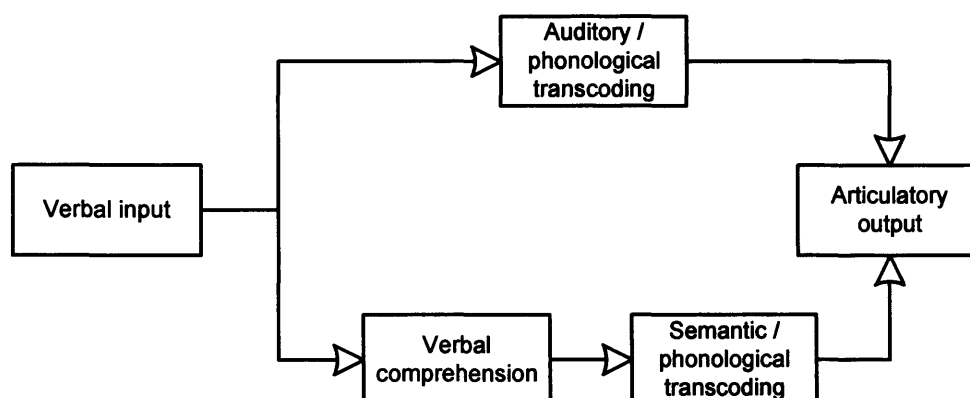 Auditory /
phonological
transcoding
Verbal input
Articulatory
output
Verbal
comprehension
Semantic /
phonological
transcoding